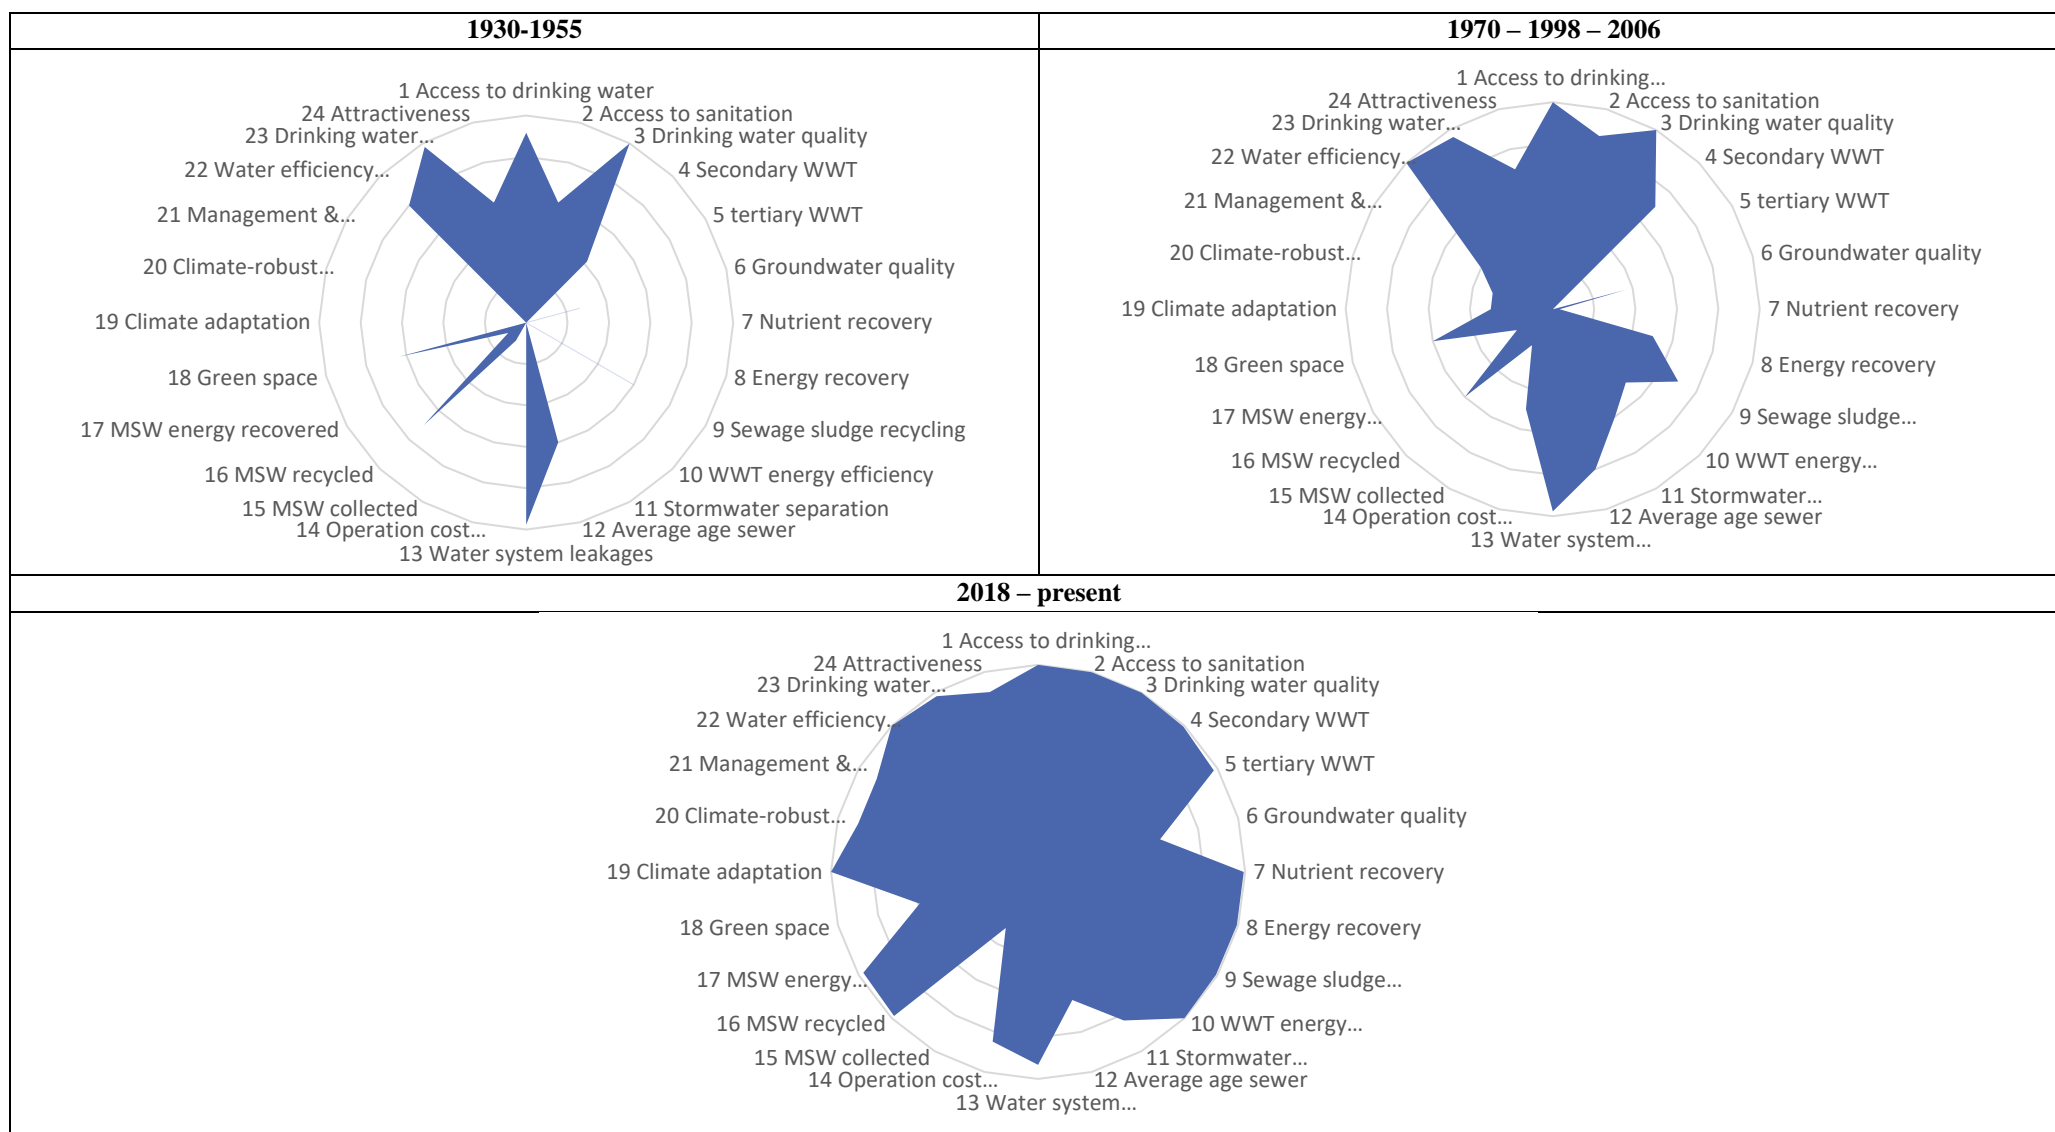 1930-1955
1 Access to drinking water
2 Access to sanitation
3 Drinking water quality
4 Secondary WWT
5 tertiary WWT
6 Groundwater quality
7 Nutrient recovery
8 Energy recovery
9 Sewage sludge recycling
10 WWT energy efficiency
11 Stormwater separation
12 Average age sewer
13 Water system leakages
14 Operation cost...
15 MSW collected
16 MSW recycled
17 MSW energy recovered
18 Green space
19 Climate adaptation
20 Climate-robust...
21 Management &...
22 Water efficiency...
23 Drinking water...
24 Attractiveness
1970 – 1998 – 2006
1 Access to drinking...
2 Access to sanitation
3 Drinking water quality
4 Secondary WWT
5 tertiary WWT
6 Groundwater quality
7 Nutrient recovery
8 Energy recovery
9 Sewage sludge...
10 WWT energy...
11 Stormwater...
12 Average age sewer
13 Water system...
14 Operation cost...
15 MSW collected
16 MSW recycled
17 MSW energy...
18 Green space
19 Climate adaptation
20 Climate-robust...
21 Management &...
22 Water efficiency...
23 Drinking water...
24 Attractiveness
2018 – present
1 Access to drinking...
2 Access to sanitation
3 Drinking water quality
4 Secondary WWT
5 tertiary WWT
6 Groundwater quality
7 Nutrient recovery
8 Energy recovery
9 Sewage sludge...
10 WWT energy...
11 Stormwater...
12 Average age sewer
13 Water system...
14 Operation cost...
15 MSW collected
16 MSW recycled
17 MSW energy...
18 Green space
19 Climate adaptation
20 Climate-robust...
21 Management &...
22 Water efficiency...
23 Drinking water...
24 Attractiveness